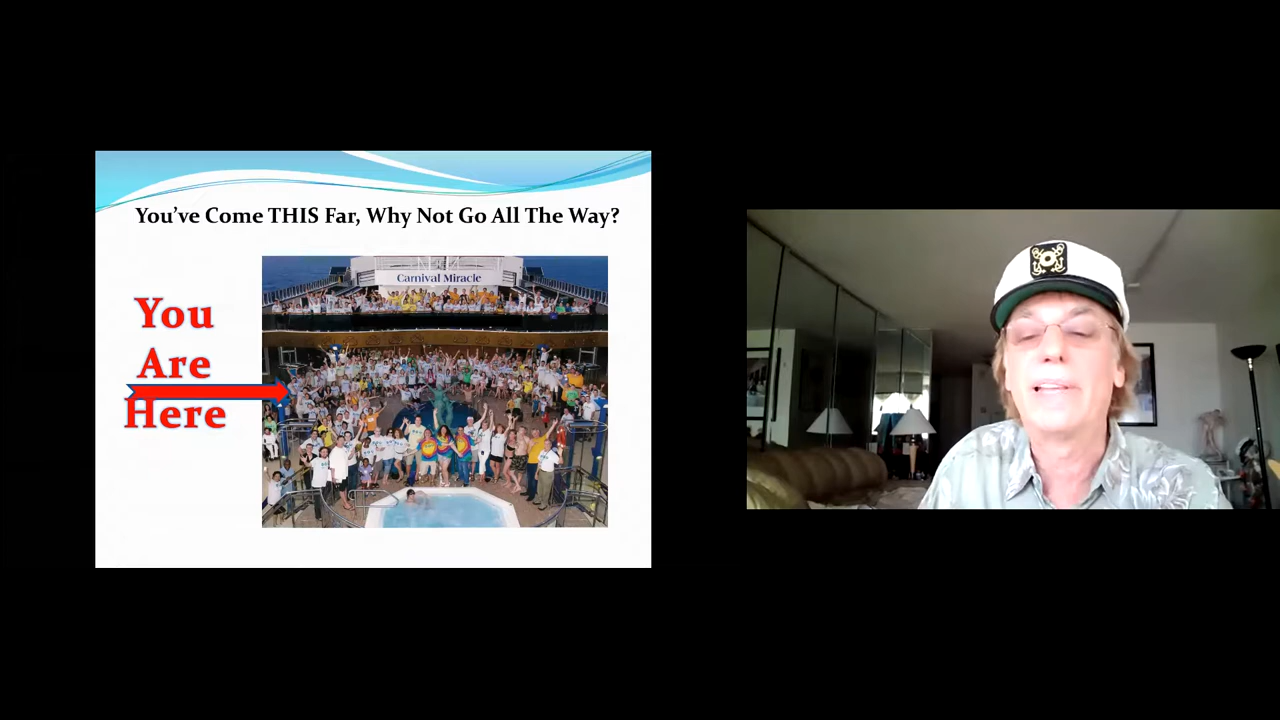 You've Come THIS Far, Why Not Go All The Way?
Carnival Miracle
You
Are
Here